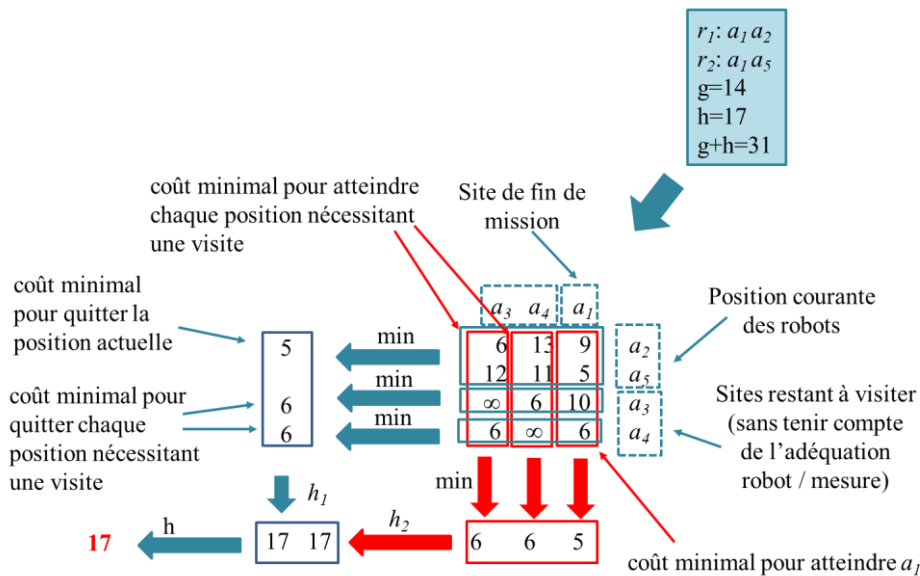 r1: a1 a2
r2: a1 a5
g=14
h=17
g+h=31
coût minimal pour atteindre
chaque position nécessitant
une visite
Site de fin de
mission
coût minimal
pour quitter la
position actuelle
Position courante
des robots
a3 a4 a1
5
min
6 13 9
a2
12 11 5
a5
coût minimal pour
quitter chaque
position nécessitant
une visite
6
min
∞ 6 10
a3
6
min
6 ∞ 6
a4
Sites restant à visiter
(sans tenir compte
de l’adéquation
robot / mesure)
h1
min
17
h
17 17
h2
6 6 5
coût minimal pour atteindre a1